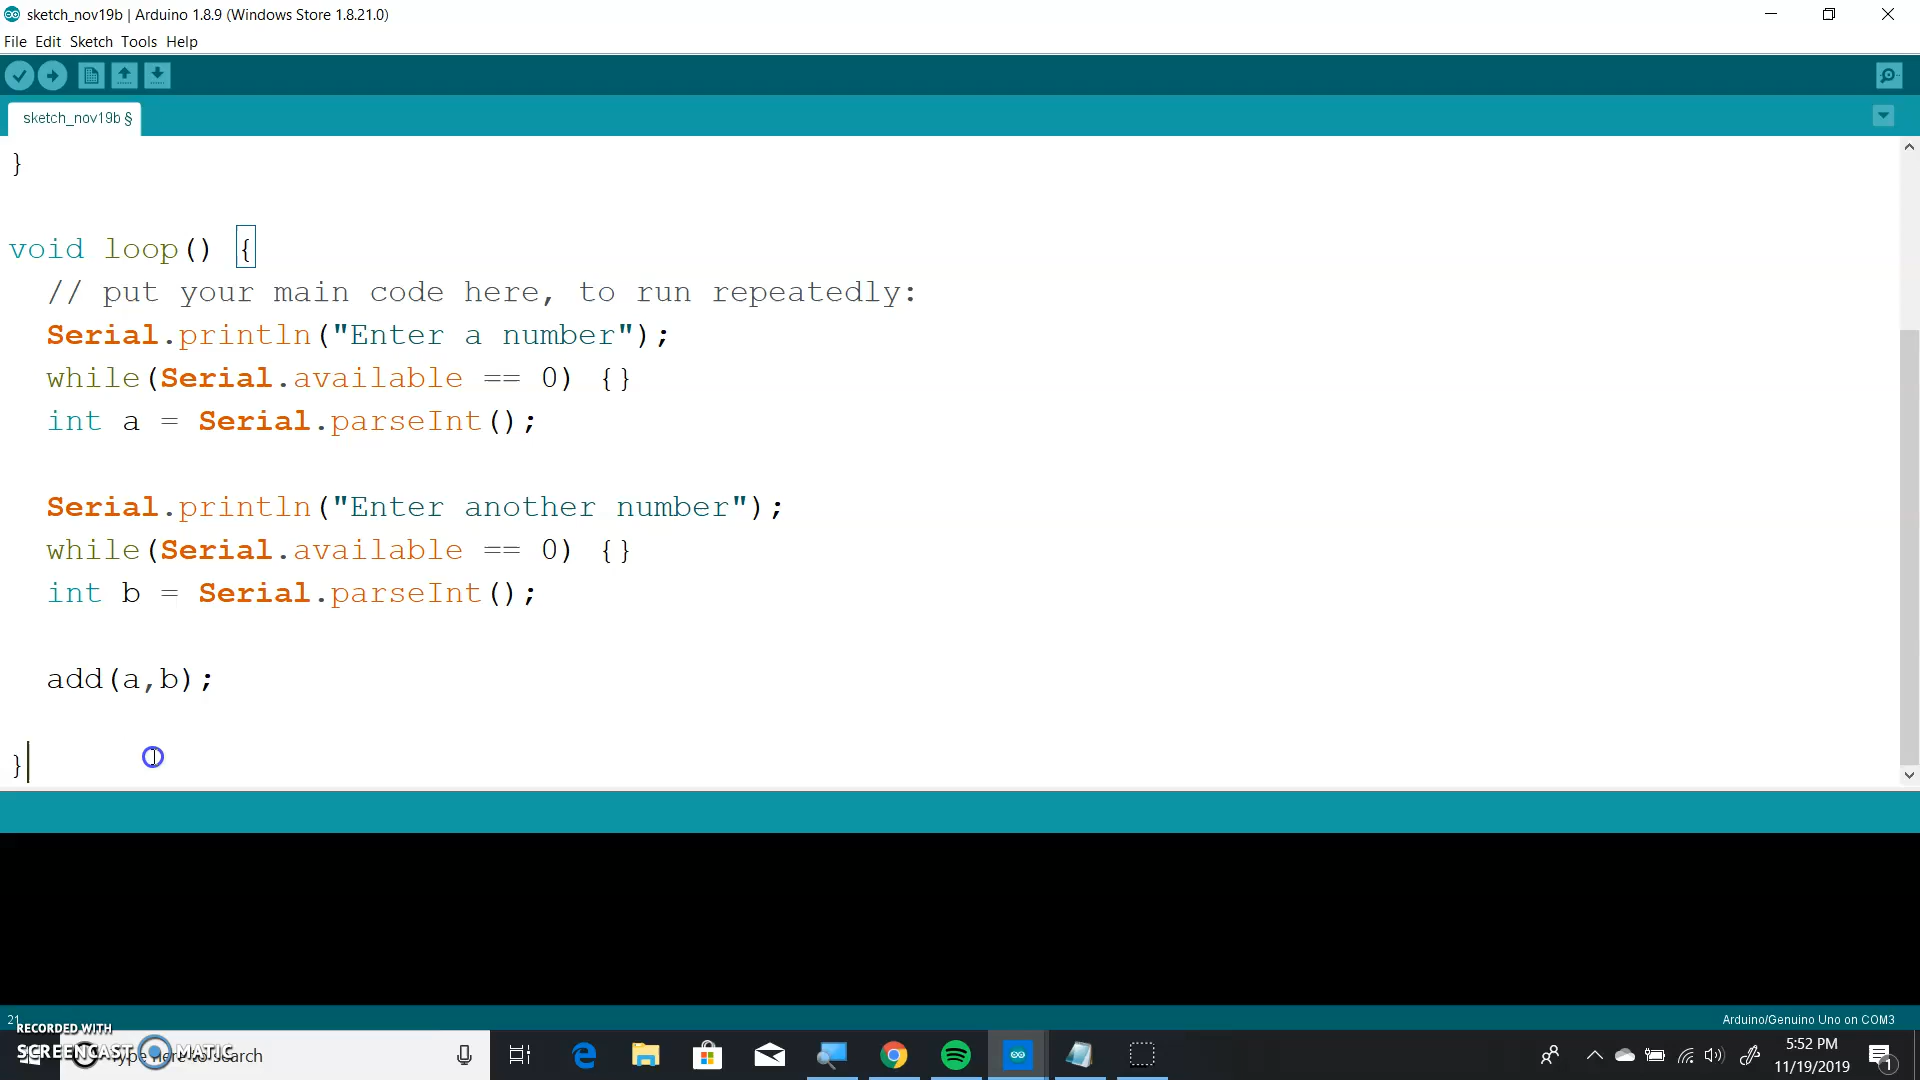 sketch_nov19b | Arduino 1.8.9 (Windows Store 1.8.21.0)
File Edit Sketch Tools Help
sketch_nov19b §
}
void loop() {
// put your main code here, to run repeatedly:
Serial.println("Enter a number");
while(Serial.available == 0) {}
int a = Serial.parseInt();
Serial.println("Enter another number");
while(Serial.available == 0) {}
int b = Serial.parseInt();
add(a,b);
}
21
Arduino/Genuino Uno on COM3
RECORDED WITH
SCREENCAST MATIC
Type here to search
5:52 PM
11/19/2019
1